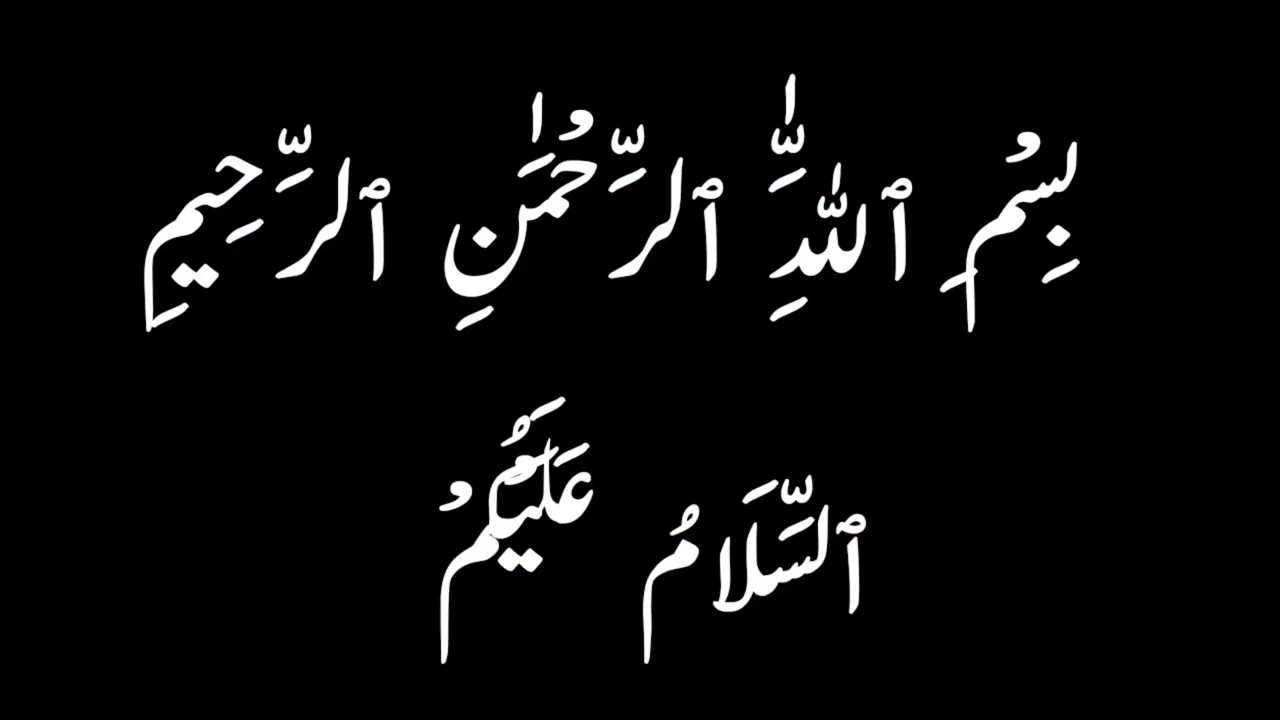 بِسْمِ ٱللَّٰهِ ٱلرَّحْمَٰنِ ٱلرَّحِيمِ
ٱلسَّلَامُ عَلَيْكُمْ